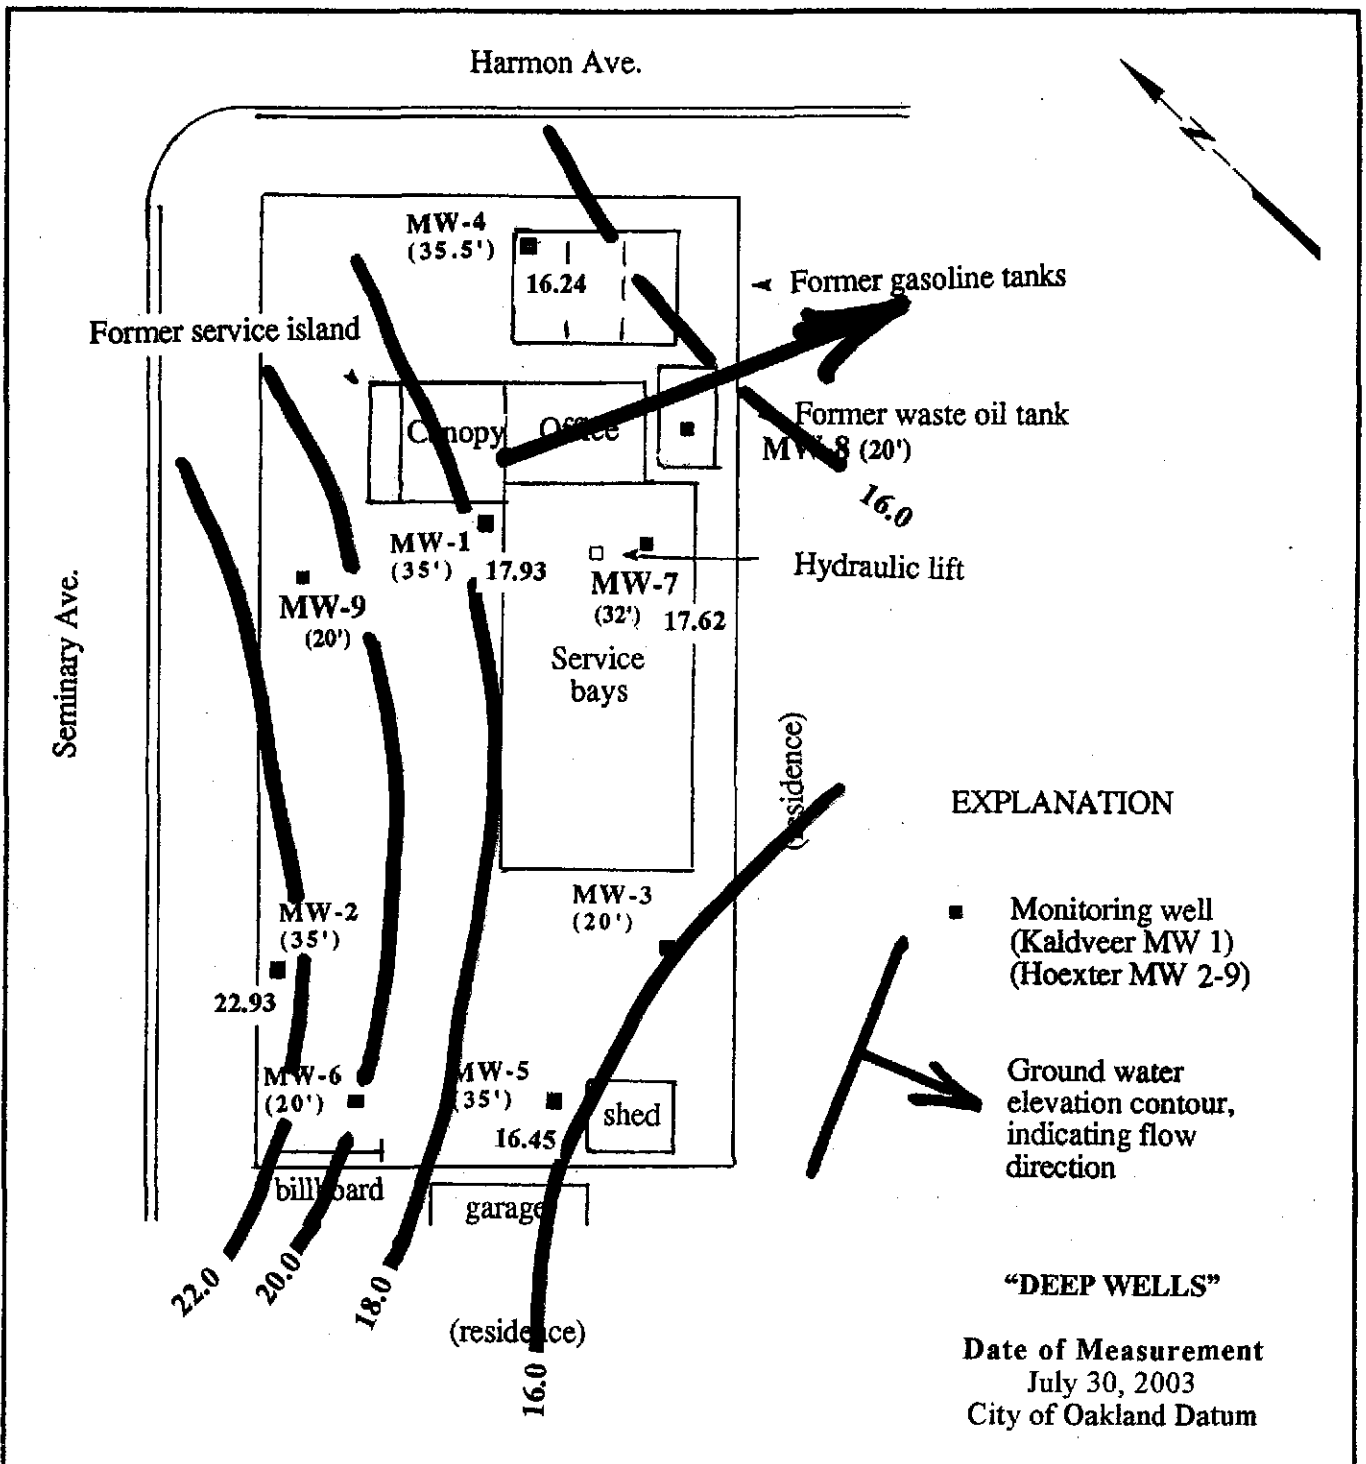 Harmon Ave.
N
MW-4
(35.5')
16.24
Former gasoline tanks
Former service island
Canopy
Office
Former waste oil tank
MW-8 (20')
16.0
MW-1
(35')
17.93
Hydraulic lift
MW-7
(32')
17.62
MW-9
(20')
Service
bays
Seminary Ave.
(residence)
EXPLANATION
MW-3
(20')
MW-2
(35')
22.93
Monitoring well
(Kaldveer MW 1)
(Hoexter MW 2-9)
MW-6
(20')
MW-5
(35')
16.45
shed
Ground water
elevation contour,
indicating flow
direction
billboard
garage
22.0
20.0
18.0
(residence)
16.0
"DEEP WELLS"
Date of Measurement
July 30, 2003
City of Oakland Datum